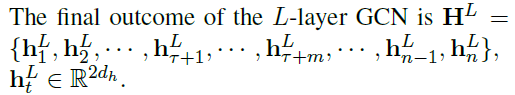 The final outcome of the L-layer GCN is H^L =
{h_1^L, h_2^L, ⋯ , h_{τ+1}^L, ⋯ , h_{τ+m}^L, ⋯ , h_{n−1}^L, h_n^L},
h_t^L ∈ ℝ^{2d_h}.